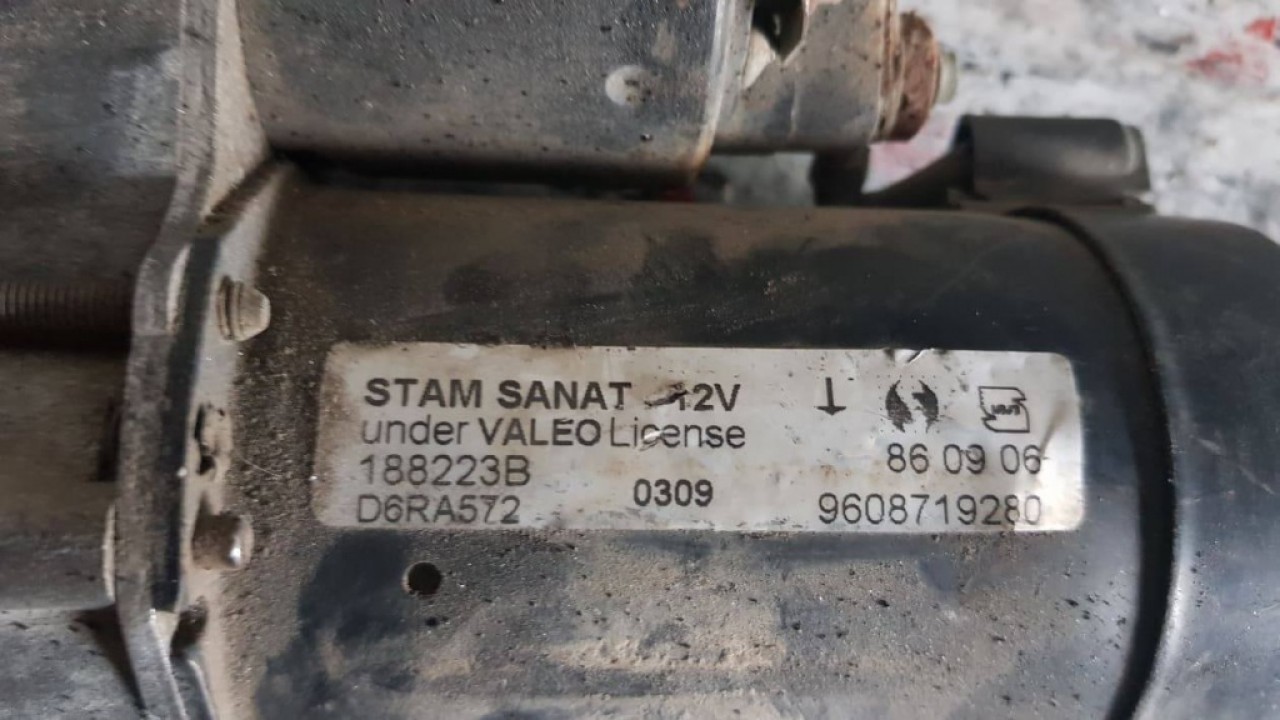 STAM SANAT 12V
under VALEO License
188223B
86 09 06
D6RA572
0309
9608719280